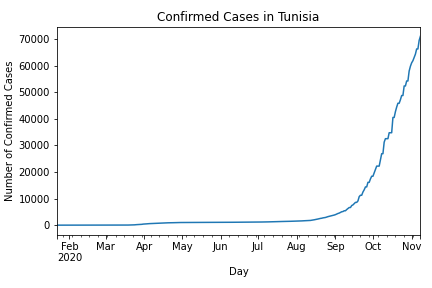 Confirmed Cases in Tunisia
Number of Confirmed Cases
70000
60000
50000
40000
30000
20000
10000
0
Feb Mar Apr May Jun Jul Aug Sep Oct Nov
2020
Day